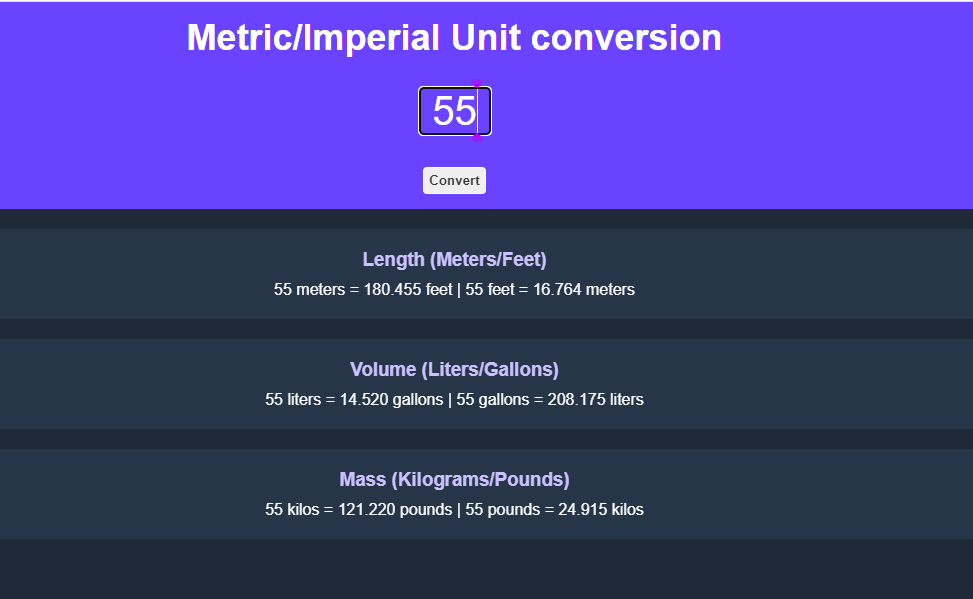 Metric/Imperial Unit conversion
55
Convert
Length (Meters/Feet)
55 meters = 180.455 feet | 55 feet = 16.764 meters
Volume (Liters/Gallons)
55 liters = 14.520 gallons | 55 gallons = 208.175 liters
Mass (Kilograms/Pounds)
55 kilos = 121.220 pounds | 55 pounds = 24.915 kilos